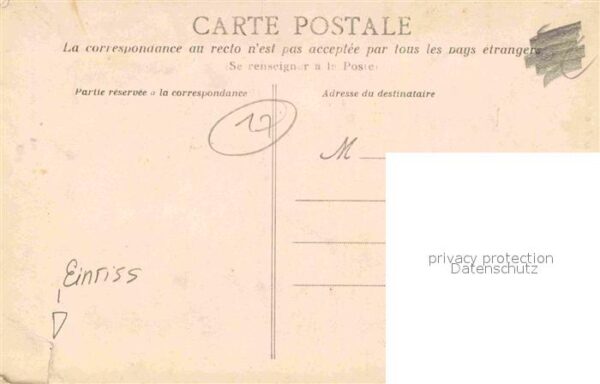 CARTE POSTALE
La correspondance au recto n'est pas acceptée par tous les pays étrangers
(Se renseigner à la Poste)
Partie réservée a la correspondance
Adresse du destinataire
17
M
privacy protection
Datenschutz
Einriss